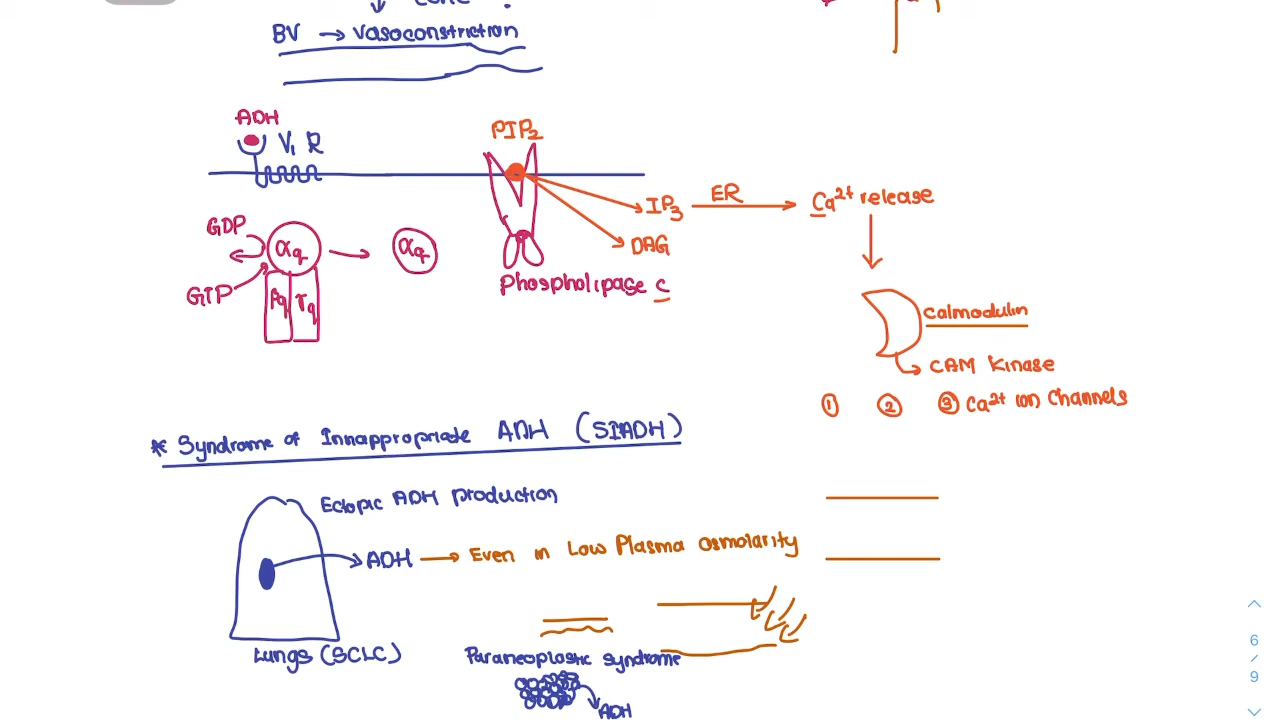 BV → Vasoconstriction
ADH
V₁ R
PIP₂
IP₃
ER
Ca²⁺ release
DAG
GDP
αq
αq
GTP
βq
γq
Phospholipase C
Calmodulin
CAM Kinase
① ② ③ Ca²⁺ ion channels
* Syndrome of Innappropriate ADH (SIADH)
Ectopic ADH production
ADH → Even in Low Plasma osmolarity
Lungs (SCLC)
Paraneoplastic syndrome
ADH
6
/
9